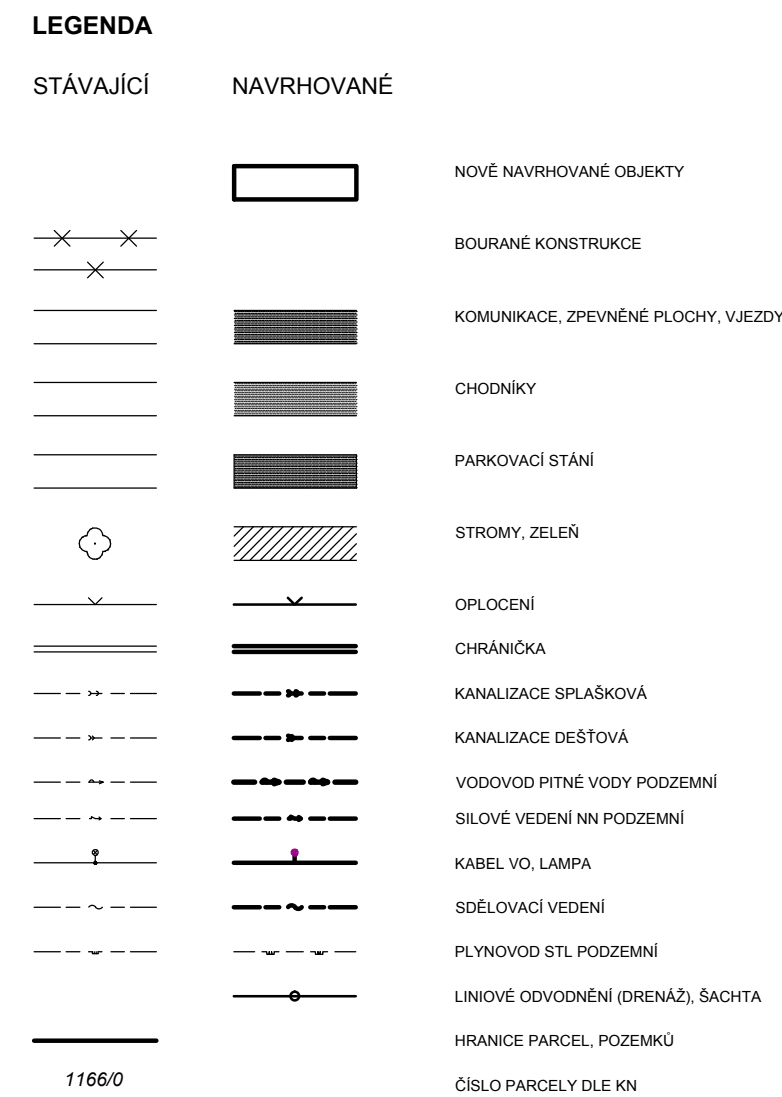 LEGENDA
STÁVAJÍCÍ NAVRHOVANÉ
NOVĚ NAVRHOVANÉ OBJEKTY
BOURANÉ KONSTRUKCE
KOMUNIKACE, ZPEVNĚNÉ PLOCHY, VJEZDY
CHODNÍKY
PARKOVACÍ STÁNÍ
STROMY, ZELEŇ
OPLOCENÍ
CHRÁNIČKA
KANALIZACE SPLAŠKOVÁ
KANALIZACE DEŠŤOVÁ
VODOVOD PITNÉ VODY PODZEMNÍ
SILOVÉ VEDENÍ NN PODZEMNÍ
KABEL VO, LAMPA
SDĚLOVACÍ VEDENÍ
PLYNOVOD STL PODZEMNÍ
LINIOVÉ ODVODNĚNÍ (DRENÁŽ), ŠACHTA
HRANICE PARCEL, POZEMKŮ
1166/0 ČÍSLO PARCELY DLE KN